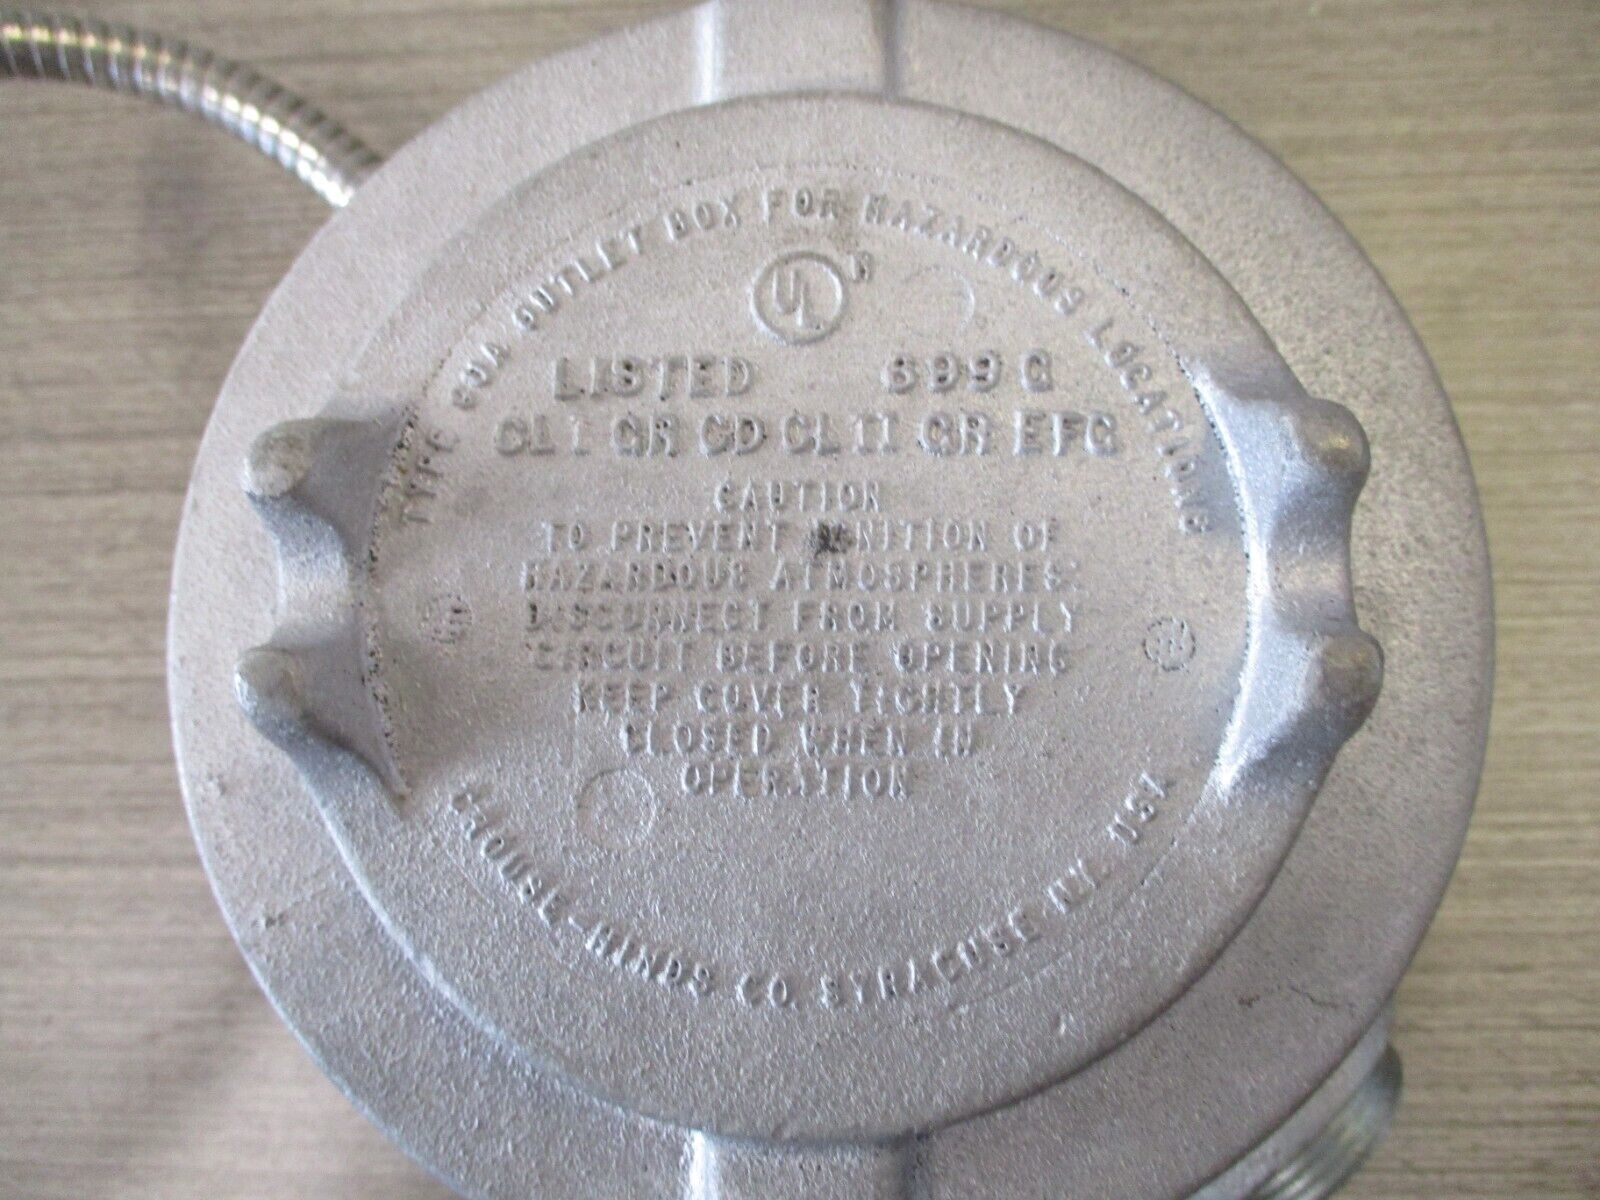 TYPE GUA OUTLET BOX FOR HAZARDOUS LOCATIONS
UL R
LISTED 699G
CL I GR CD CL II GR EFG
CAUTION
TO PREVENT IGNITION OF
HAZARDOUS ATMOSPHERES:
DISCONNECT FROM SUPPLY
CIRCUIT BEFORE OPENING
KEEP COVER TIGHTLY
CLOSED WHEN IN
OPERATION
CROUSE-HINDS CO. SYRACUSE NY. USA